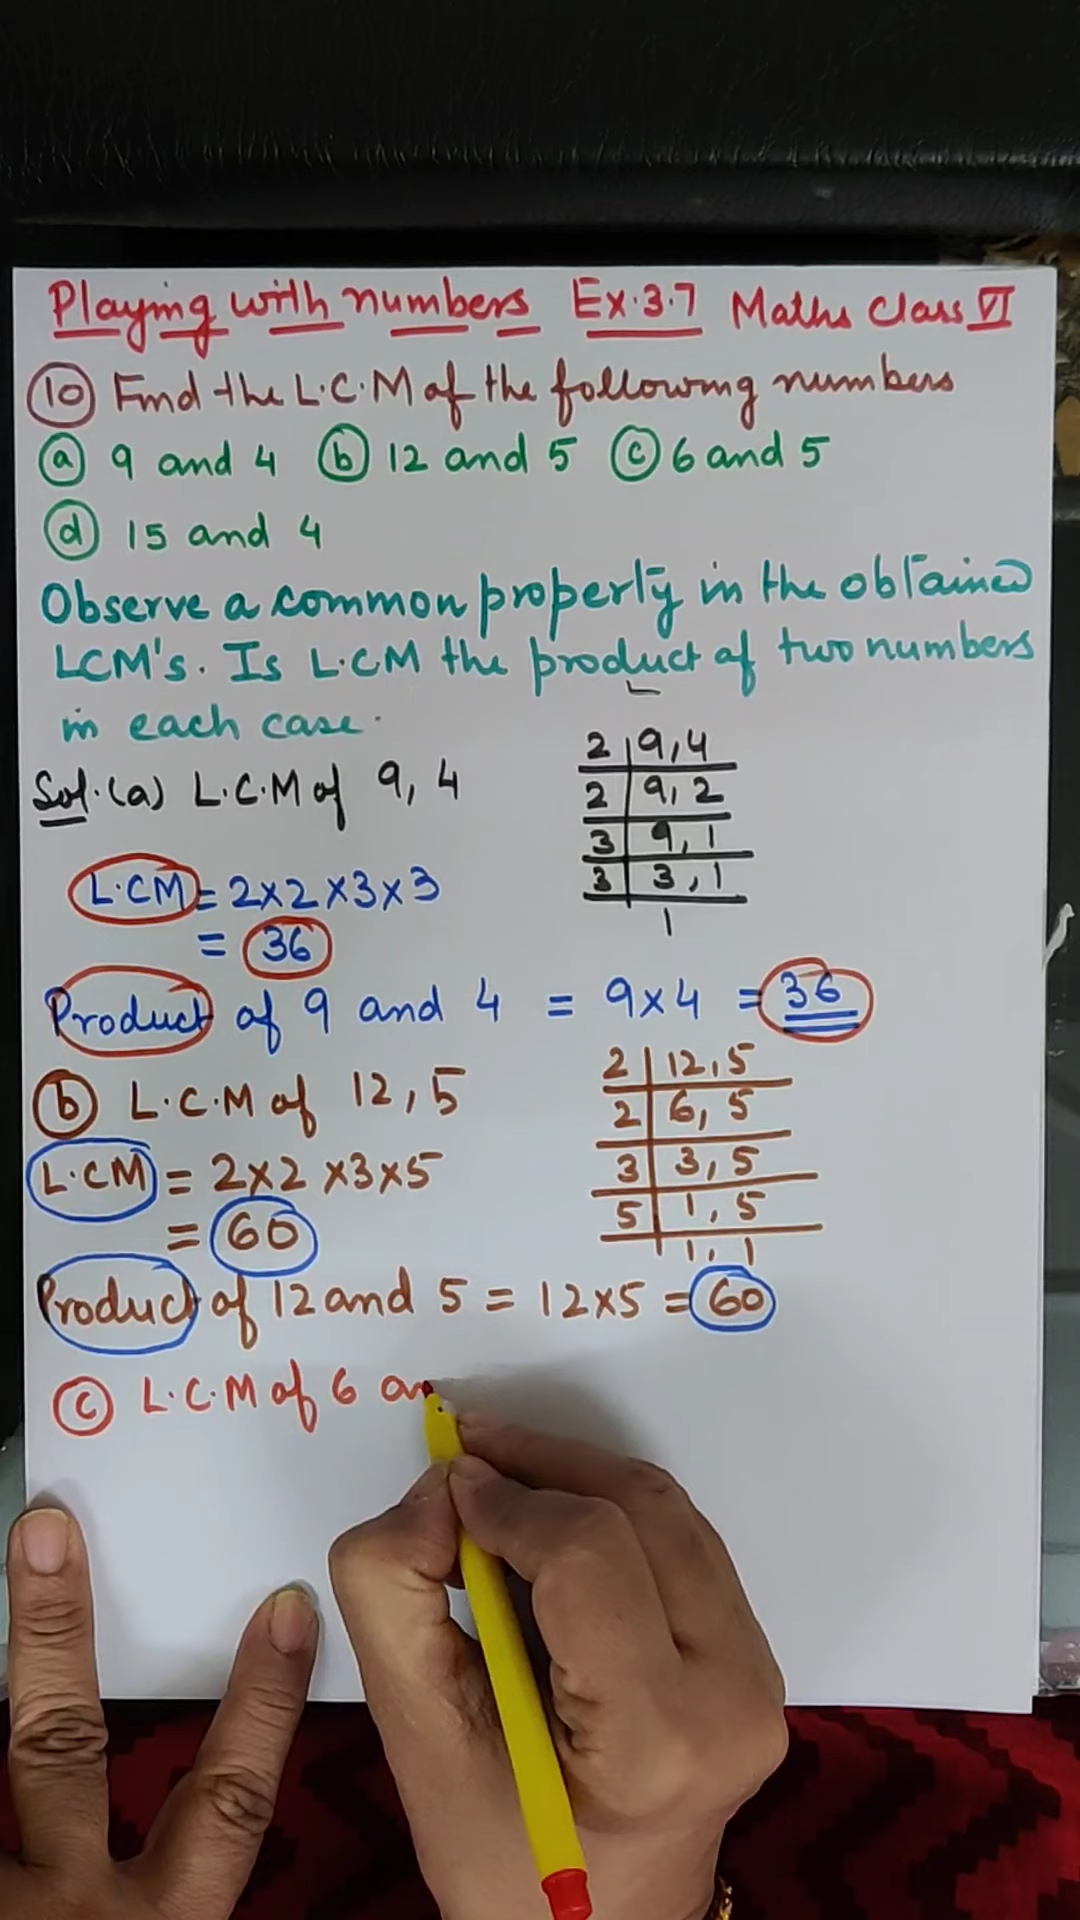 Playing with numbers Ex.3.7 Maths Class VI
10 Find the L.C.M of the following numbers
a 9 and 4 b 12 and 5 c 6 and 5
d 15 and 4
Observe a common property in the obtained
LCM's. Is L.CM the product of two numbers
in each case.
Sol. (a) L.C.M of 9, 4
2 | 9, 4
2 | 9, 2
3 | 9, 1
3 | 3, 1
1
L.CM = 2×2×3×3
= 36
Product of 9 and 4 = 9×4 = 36
b L.C.M of 12, 5
2 | 12, 5
2 | 6, 5
3 | 3, 5
5 | 1, 5
1, 1
L.CM = 2×2×3×5
= 60
Product of 12 and 5 = 12×5 = 60
c L.C.M of 6 an